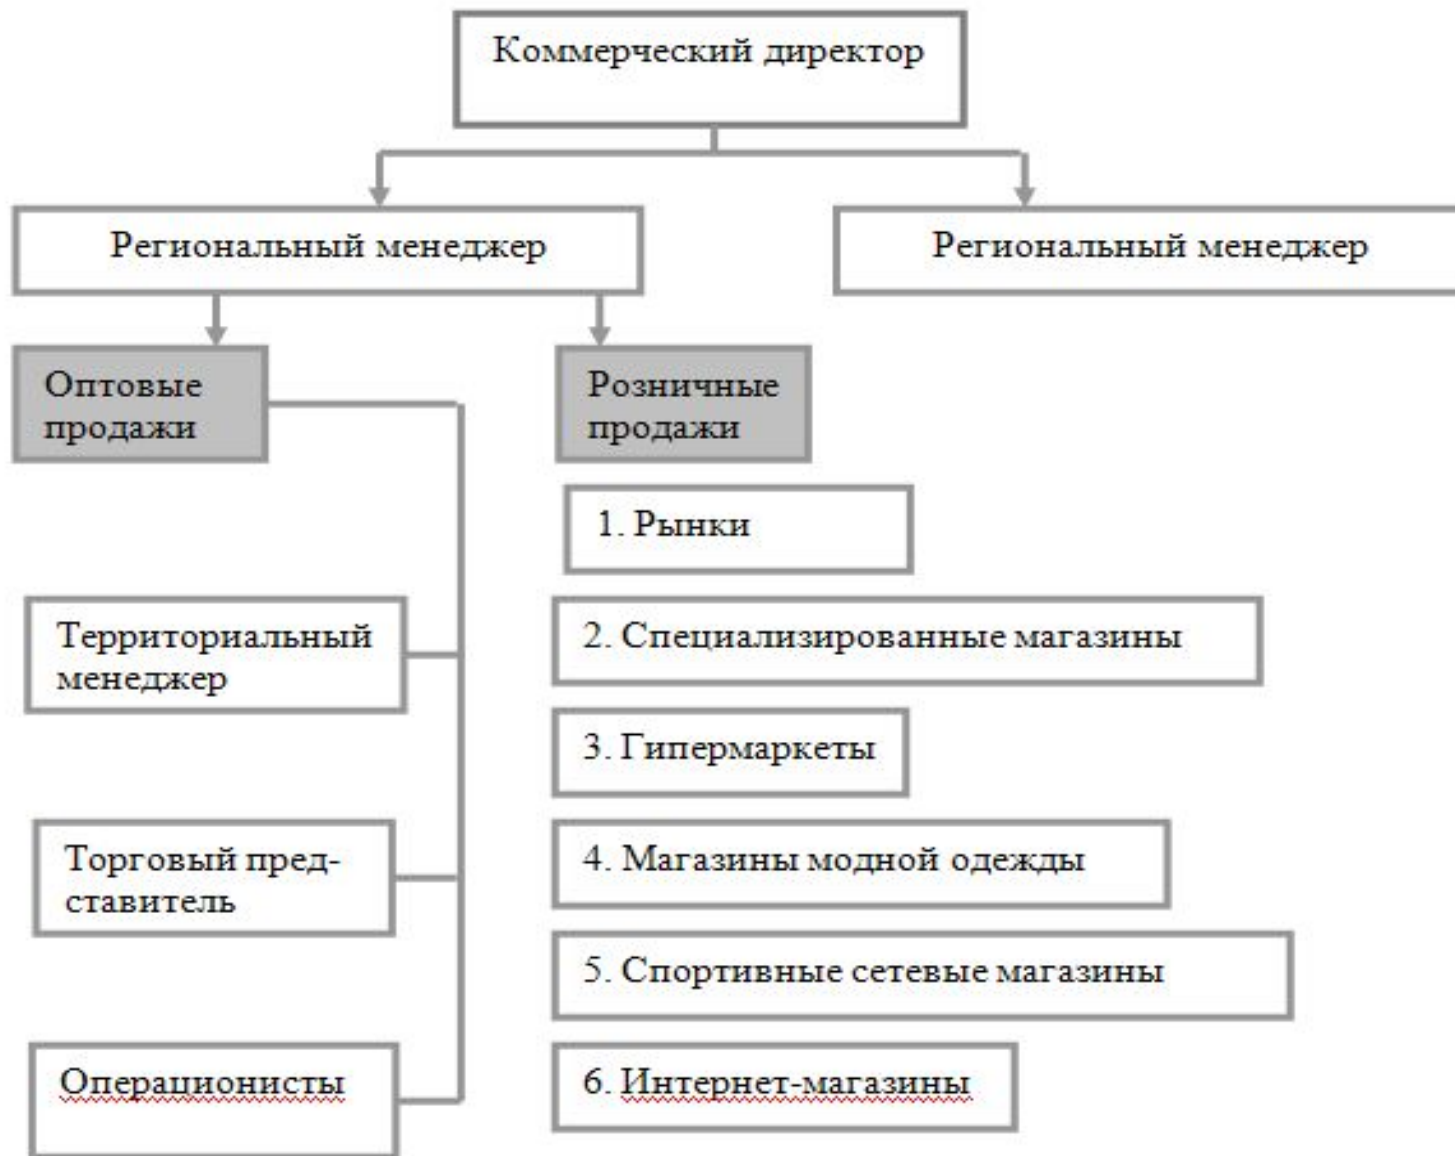 Коммерческий директор
Региональный менеджер
Региональный менеджер
Оптовые
продажи
Розничные
продажи
1. Рынки
Территориальный
менеджер
2. Специализированные магазины
3. Гипермаркеты
Торговый пред-
ставитель
4. Магазины модной одежды
5. Спортивные сетевые магазины
Операционисты
6. Интернет-магазины